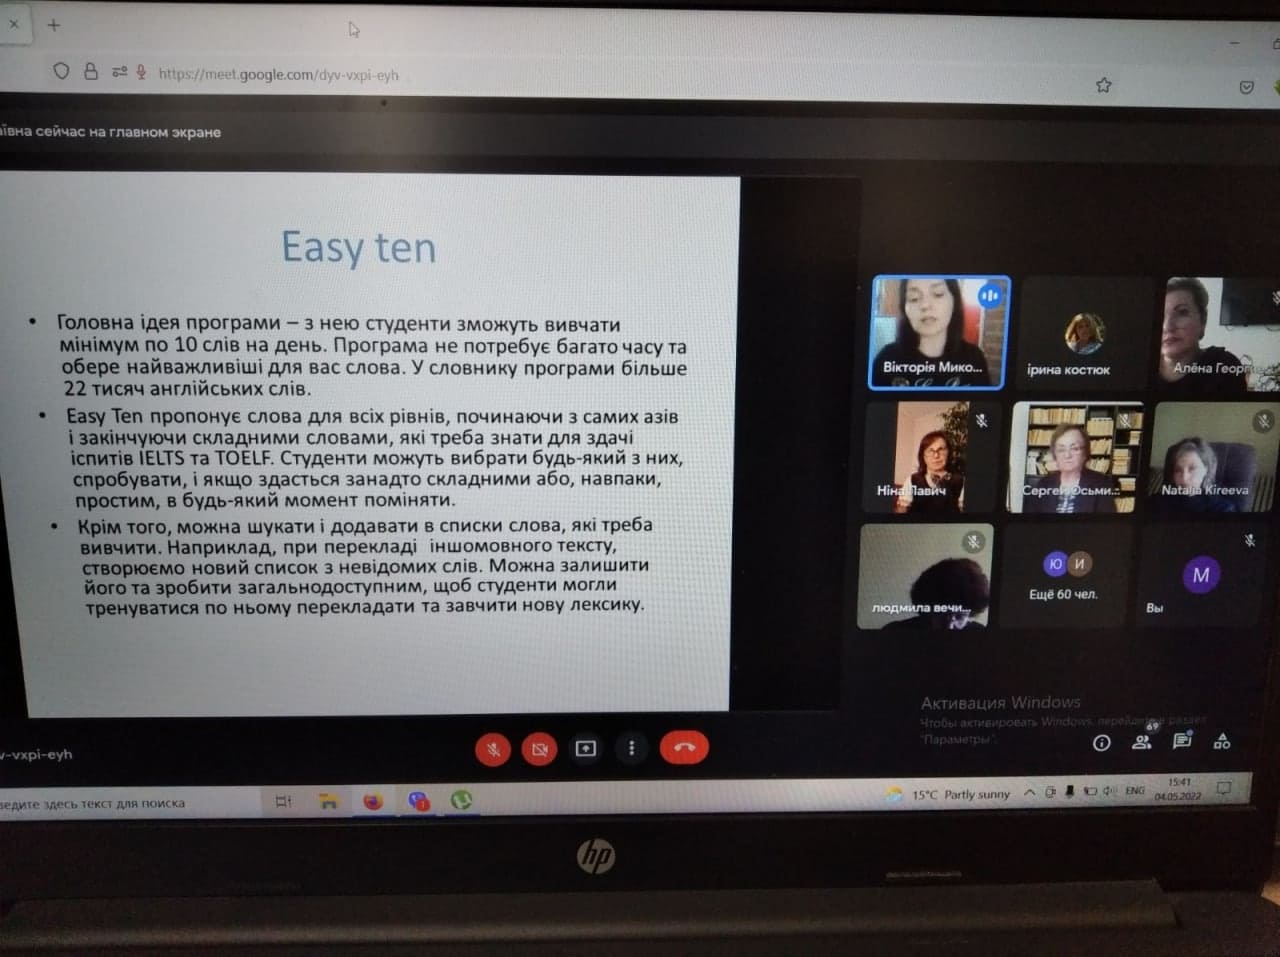 https://meet.google.com/dyv-vxpi-eyh
ївна сейчас на главном экране
Easy ten
• Головна ідея програми – з нею студенти зможуть вивчати
мінімум по 10 слів на день. Програма не потребує багато часу та
обере найважливіші для вас слова. У словнику програми більше
22 тисяч англійських слів.
• Easy Ten пропонує слова для всіх рівнів, починаючи з самих азів
і закінчуючи складними словами, які треба знати для здачі
іспитів IELTS та TOELF. Студенти можуть вибрати будь-який з них,
спробувати, і якщо здасться занадто складними або, навпаки,
простим, в будь-який момент поміняти.
• Крім того, можна шукати і додавати в списки слова, які треба
вивчити. Наприклад, при перекладі іншомовного тексту,
створюємо новий список з невідомих слів. Можна залишити
його та зробити загальнодоступним, щоб студенти могли
тренуватися по ньому перекладати та завчити нову лексику.
Вікторія Мико...
ірина костюк
Алёна Георги
Ніна Павич
Сергей Осьми...
Natalia Kireeva
людмила вечи...
Ю И
Ещё 60 чел.
М
Вы
Активация Windows
Чтобы активировать Windows, перейдите в раздел
"Параметры".
69
v-vxpi-eyh
ведите здесь текст для поиска
15°C Partly sunny
ENG
15:41
04.05.2022
hp